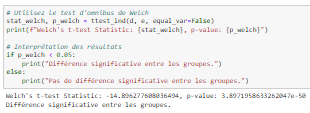 # Utilisez le test d'omnibus de Welch
stat_welch, p_welch = ttest_ind(d, e, equal_var=False)
print(f"Welch's t-test Statistic: {stat_welch}, p-value: {p_welch}")
# Interprétation des résultats
if p_welch < 0.05:
print("Différence significative entre les groupes.")
else:
print("Pas de différence significative entre les groupes.")
Welch's t-test Statistic: -14.896277608036494, p-value: 3.8971958633262047e-50
Différence significative entre les groupes.